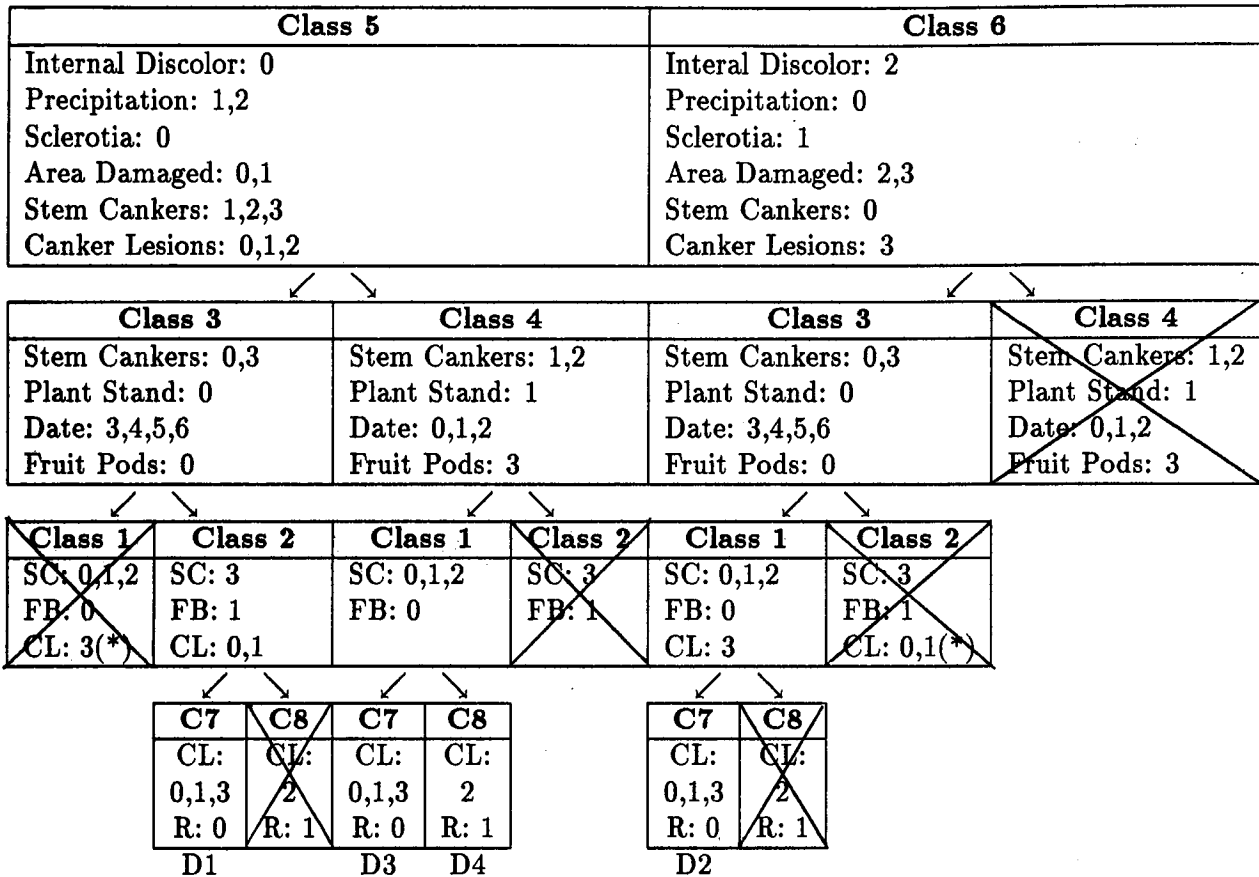 Class 5
Class 6
Internal Discolor: 0
Precipitation: 1,2
Sclerotia: 0
Area Damaged: 0,1
Stem Cankers: 1,2,3
Canker Lesions: 0,1,2
Interal Discolor: 2
Precipitation: 0
Sclerotia: 1
Area Damaged: 2,3
Stem Cankers: 0
Canker Lesions: 3
Class 3
Stem Cankers: 0,3
Plant Stand: 0
Date: 3,4,5,6
Fruit Pods: 0
Class 4
Stem Cankers: 1,2
Plant Stand: 1
Date: 0,1,2
Fruit Pods: 3
Class 3
Stem Cankers: 0,3
Plant Stand: 0
Date: 3,4,5,6
Fruit Pods: 0
Class 4
Stem Cankers: 1,2
Plant Stand: 1
Date: 0,1,2
Fruit Pods: 3
Class 1
SC: 0,1,2
FB: 0
CL: 3(*)
Class 2
SC: 3
FB: 1
CL: 0,1
Class 1
SC: 0,1,2
FB: 0
Class 2
SC: 3
FB: 1
Class 1
SC: 0,1,2
FB: 0
CL: 3
Class 2
SC: 3
FB: 1
CL: 0,1(*)
C7
CL:
0,1,3
R: 0
D1
C8
CL:
2
R: 1
C7
CL:
0,1,3
R: 0
D3
C8
CL:
2
R: 1
D4
C7
CL:
0,1,3
R: 0
D2
C8
CL:
2
R: 1